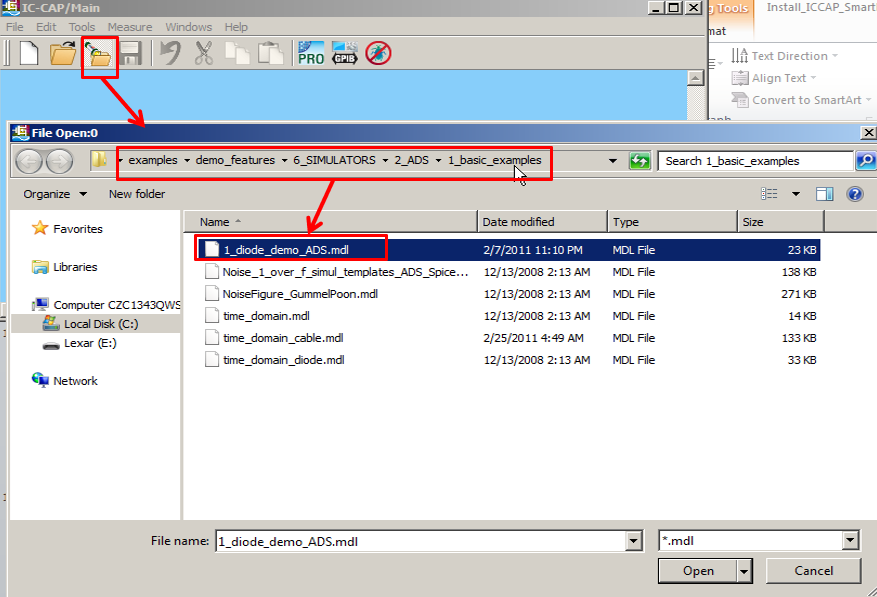 IC-CAP/Main
g Tools
Install_ICCAP_Smart
File Edit Tools Measure Windows Help
mat
PRO GPIB
Text Direction
Align Text
Convert to SmartArt
File Open:0
examples demo_features 6_SIMULATORS 2_ADS 1_basic_examples
Search 1_basic_examples
Organize New folder
Name Date modified Type Size
Favorites
Libraries
Computer CZC1343QWS
Local Disk (C:)
Lexar (E:)
Network
1_diode_demo_ADS.mdl 2/7/2011 11:10 PM MDL File 23 KB
Noise_1_over_f_simul_templates_ADS_Spice... 12/13/2008 2:13 AM MDL File 138 KB
NoiseFigure_GummelPoon.mdl 12/13/2008 2:13 AM MDL File 271 KB
time_domain.mdl 12/13/2008 2:13 AM MDL File 14 KB
time_domain_cable.mdl 2/25/2011 4:49 AM MDL File 133 KB
time_domain_diode.mdl 12/13/2008 2:13 AM MDL File 33 KB
File name: 1_diode_demo_ADS.mdl *.mdl
Open Cancel